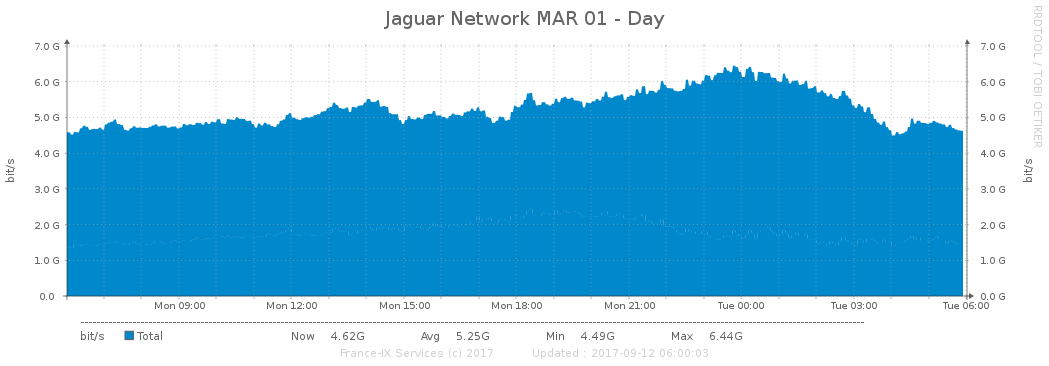 Jaguar Network MAR 01 - Day
RRDTOOL / TOBI OETIKER
7.0 G 7.0 G
6.0 G 6.0 G
5.0 G 5.0 G
4.0 G 4.0 G
bit/s bit/s
3.0 G 3.0 G
2.0 G 2.0 G
1.0 G 1.0 G
0.0 0.0 G
Mon 09:00 Mon 12:00 Mon 15:00 Mon 18:00 Mon 21:00 Tue 00:00 Tue 03:00 Tue 06:00
bit/s Total Now 4.62G Avg 5.25G Min 4.49G Max 6.44G
France-IX Services (c) 2017 Updated : 2017-09-12 06:00:03